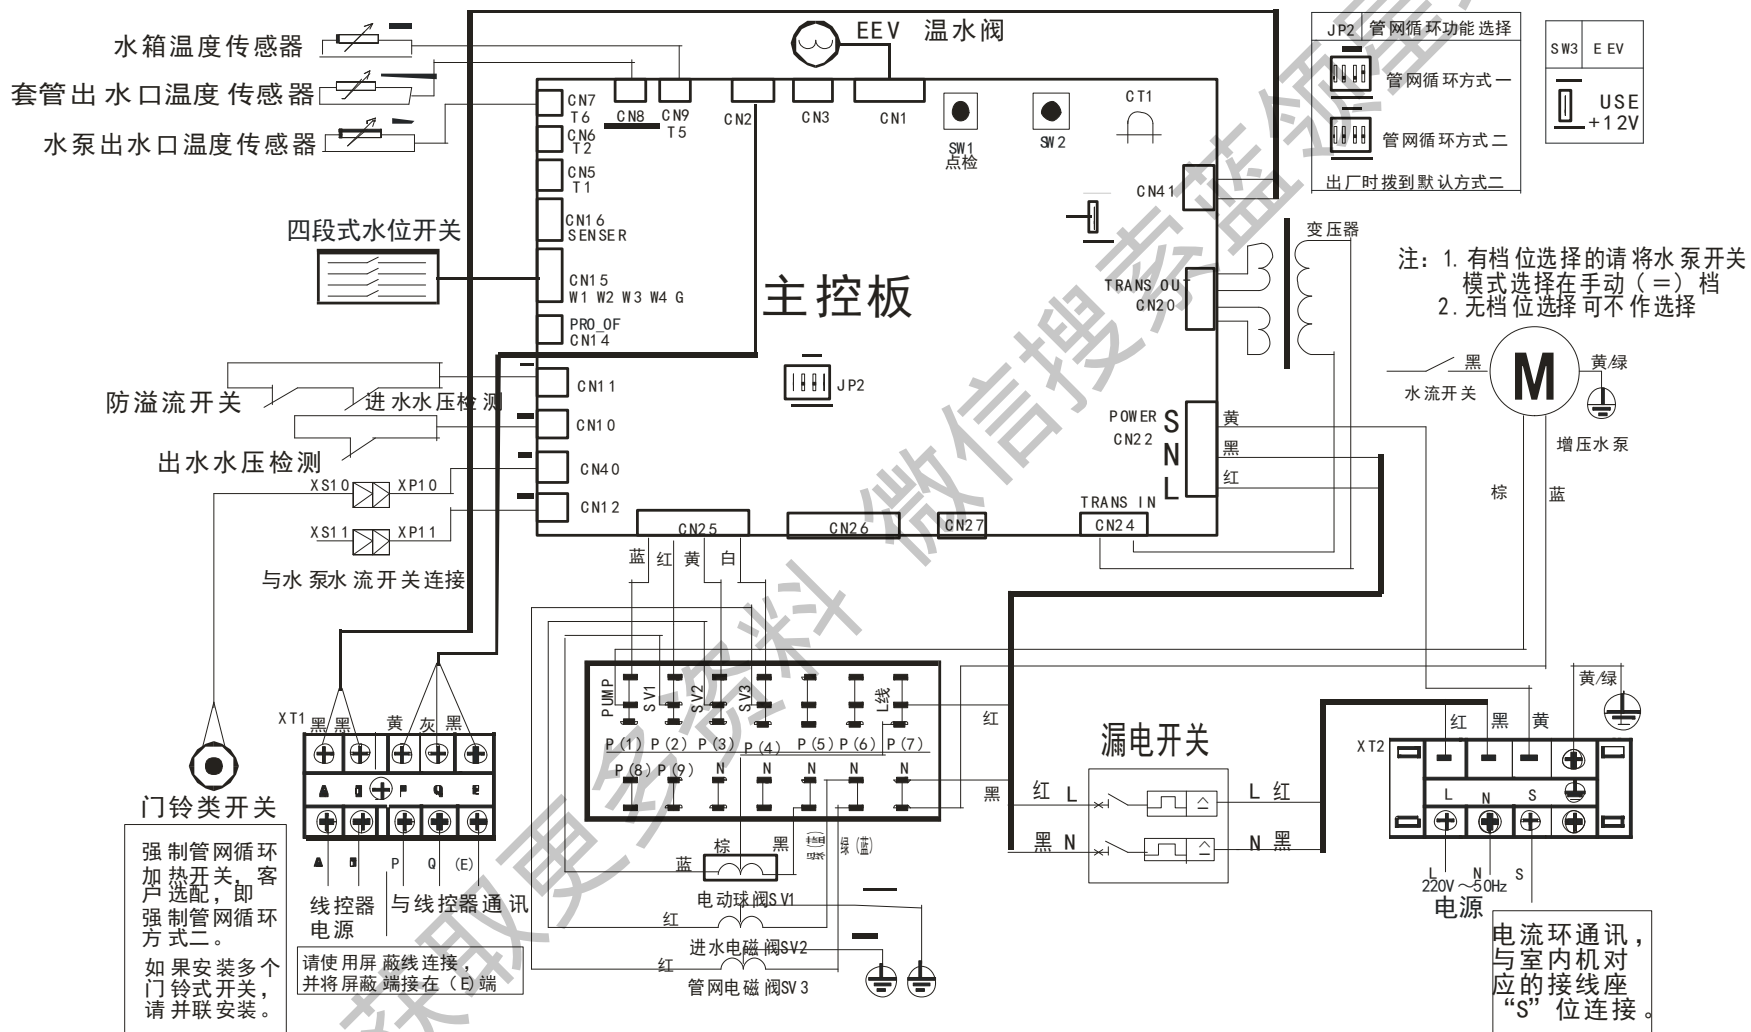 EEV 温水阀
水箱温度传感器
套管出水口温度传感器
水泵出水口温度传感器
CN7
T6
CN6
T2
CN5
T1
CN16
SENSER
CN15
W1 W2 W3 W4 G
PRO_OF
CN14
CN8
CN9
T5
CN2
CN3
CN1
SW1
点检
SW2
CT1
CN41
JP2 管网循环功能选择
管网循环方式一
管网循环方式二
出厂时拨到默认方式二
SW3 EEV
USE
+12V
四段式水位开关
主控板
变压器
TRANS OUT
CN20
注：1. 有档位选择的请将水泵开关
模式选择在手动（＝）档
2. 无档位选择可不作选择
JP2
CN11
CN10
CN40
CN12
防溢流开关
进水水压检测
出水水压检测
XS10 XP10
XS11 XP11
与水泵水流开关连接
POWER
CN22
S
N
L
黄
黑
红
TRANS IN
CN24
CN25
CN26
CN27
蓝 红 黄 白
黑
M
黄/绿
水流开关
增压水泵
棕
蓝
PUMP
SV1
SV2
SV3
L线
P(1) P(2) P(3) P(4) P(5) P(6) P(7)
P(8) P(9) N N N N N
红
黑
XT1
黑 黑 黄 灰 黑
P Q E
P Q (E)
线控器
电源
与线控器通讯
请使用屏蔽线连接，
并将屏蔽端接在（E)端
门铃类开关
强制管网循环
加热开关，客
户选配，即
强制管网循环
方式二。
如果安装多个
门铃式开关，
请并联安装。
蓝
棕
黑
绿（蓝）
电动球阀SV1
红
进水电磁阀SV2
红
管网电磁阀SV3
漏电开关
红 L
L 红
黑 N
N 黑
XT2
红 黑 黄
黄/绿
L N S
L N S
220V～50Hz
电源
电流环通讯，
与室内机对
应的接线座
“S”位连接。
获取更多资料 微信搜索蓝领星球